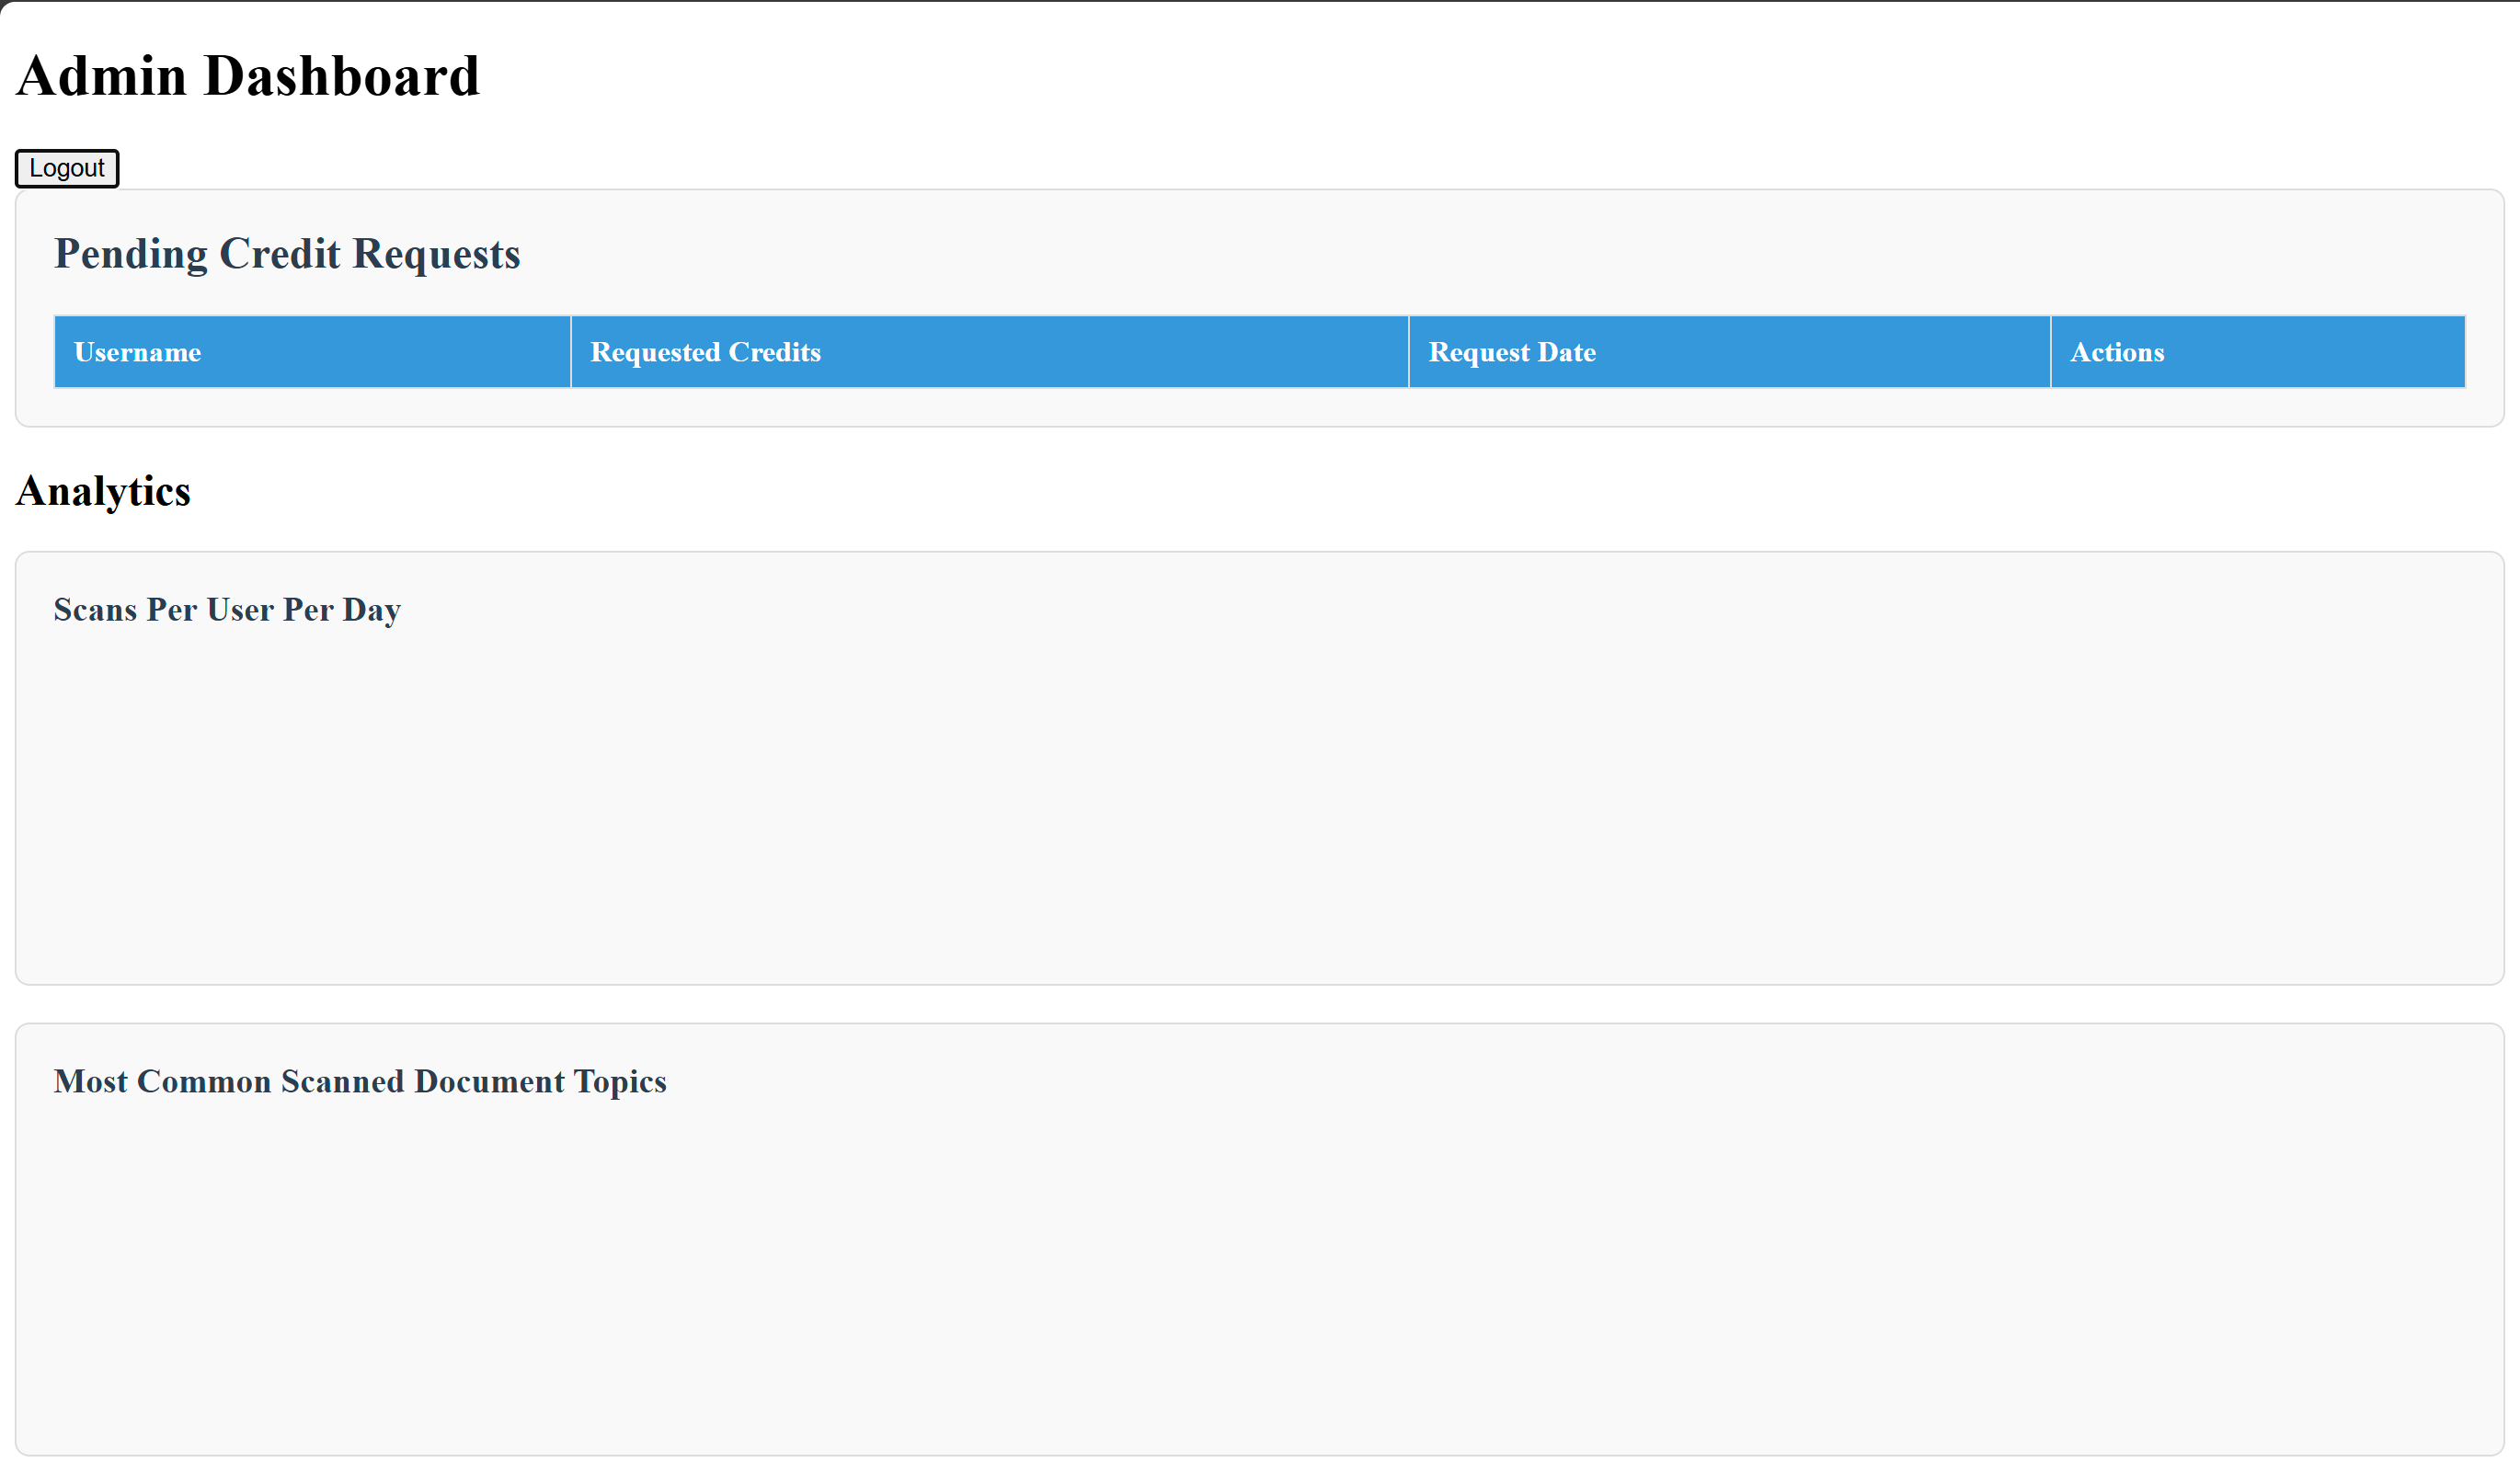 Admin Dashboard
Logout
Pending Credit Requests
Username Requested Credits Request Date Actions
Analytics
Scans Per User Per Day
Most Common Scanned Document Topics